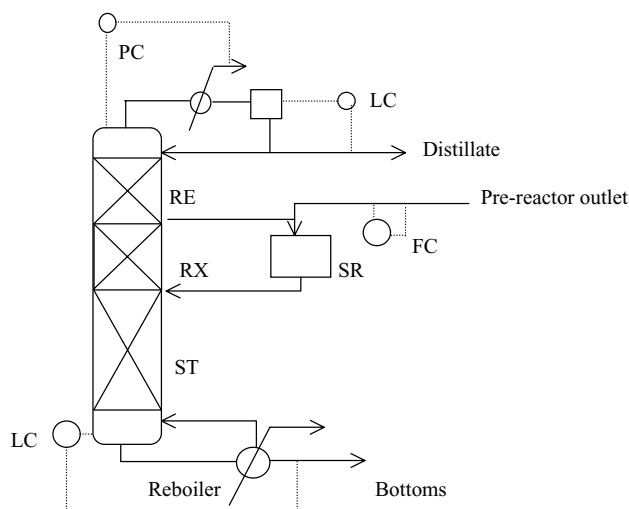 PC
LC
Distillate
RE
Pre-reactor outlet
FC
RX
SR
ST
LC
Reboiler
Bottoms